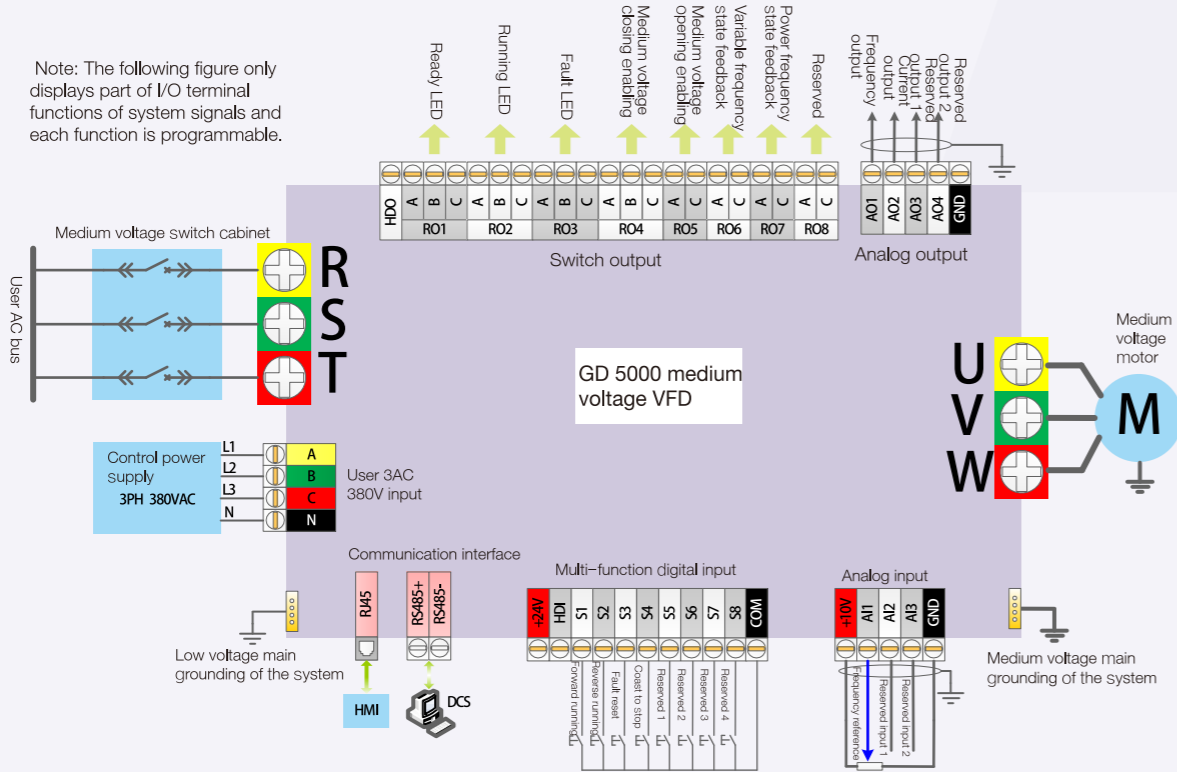 Note: The following figure only
displays part of I/O terminal
functions of system signals and
each function is programmable.
Ready LED
Running LED
Fault LED
Medium voltage
closing enabling
Medium voltage
opening enabling
Variable frequency
state feedback
Power frequency
state feedback
Reserved
Frequency
output
Current
output
Reserved
output 1
Reserved
output 2
HDO
A B C
RO1
A B C
RO2
A B C
RO3
A B C
RO4
A C
RO5
A C
RO6
A C
RO7
A C
RO8
Switch output
AO1 AO2 AO3 AO4 GND
Analog output
Medium voltage switch cabinet
User AC bus
R
S
T
GD 5000 medium
voltage VFD
U
V
W
Medium
voltage
motor
M
Control power
supply
3PH 380VAC
L1
L2
L3
N
A
B
C
N
User 3AC
380V input
Communication interface
RJ45
RS485+
RS485-
HMI
DCS
Low voltage main
grounding of the system
Multi-function digital input
+24V HDI S1 S2 S3 S4 S5 S6 S7 S8 COM
Forward running
Reverse running
Fault reset
Coast to stop
Reserved 1
Reserved 2
Reserved 3
Reserved 4
Analog input
+10V AI1 AI2 AI3 GND
Frequency reference
Reserved input 1
Reserved input 2
Medium voltage main
grounding of the system